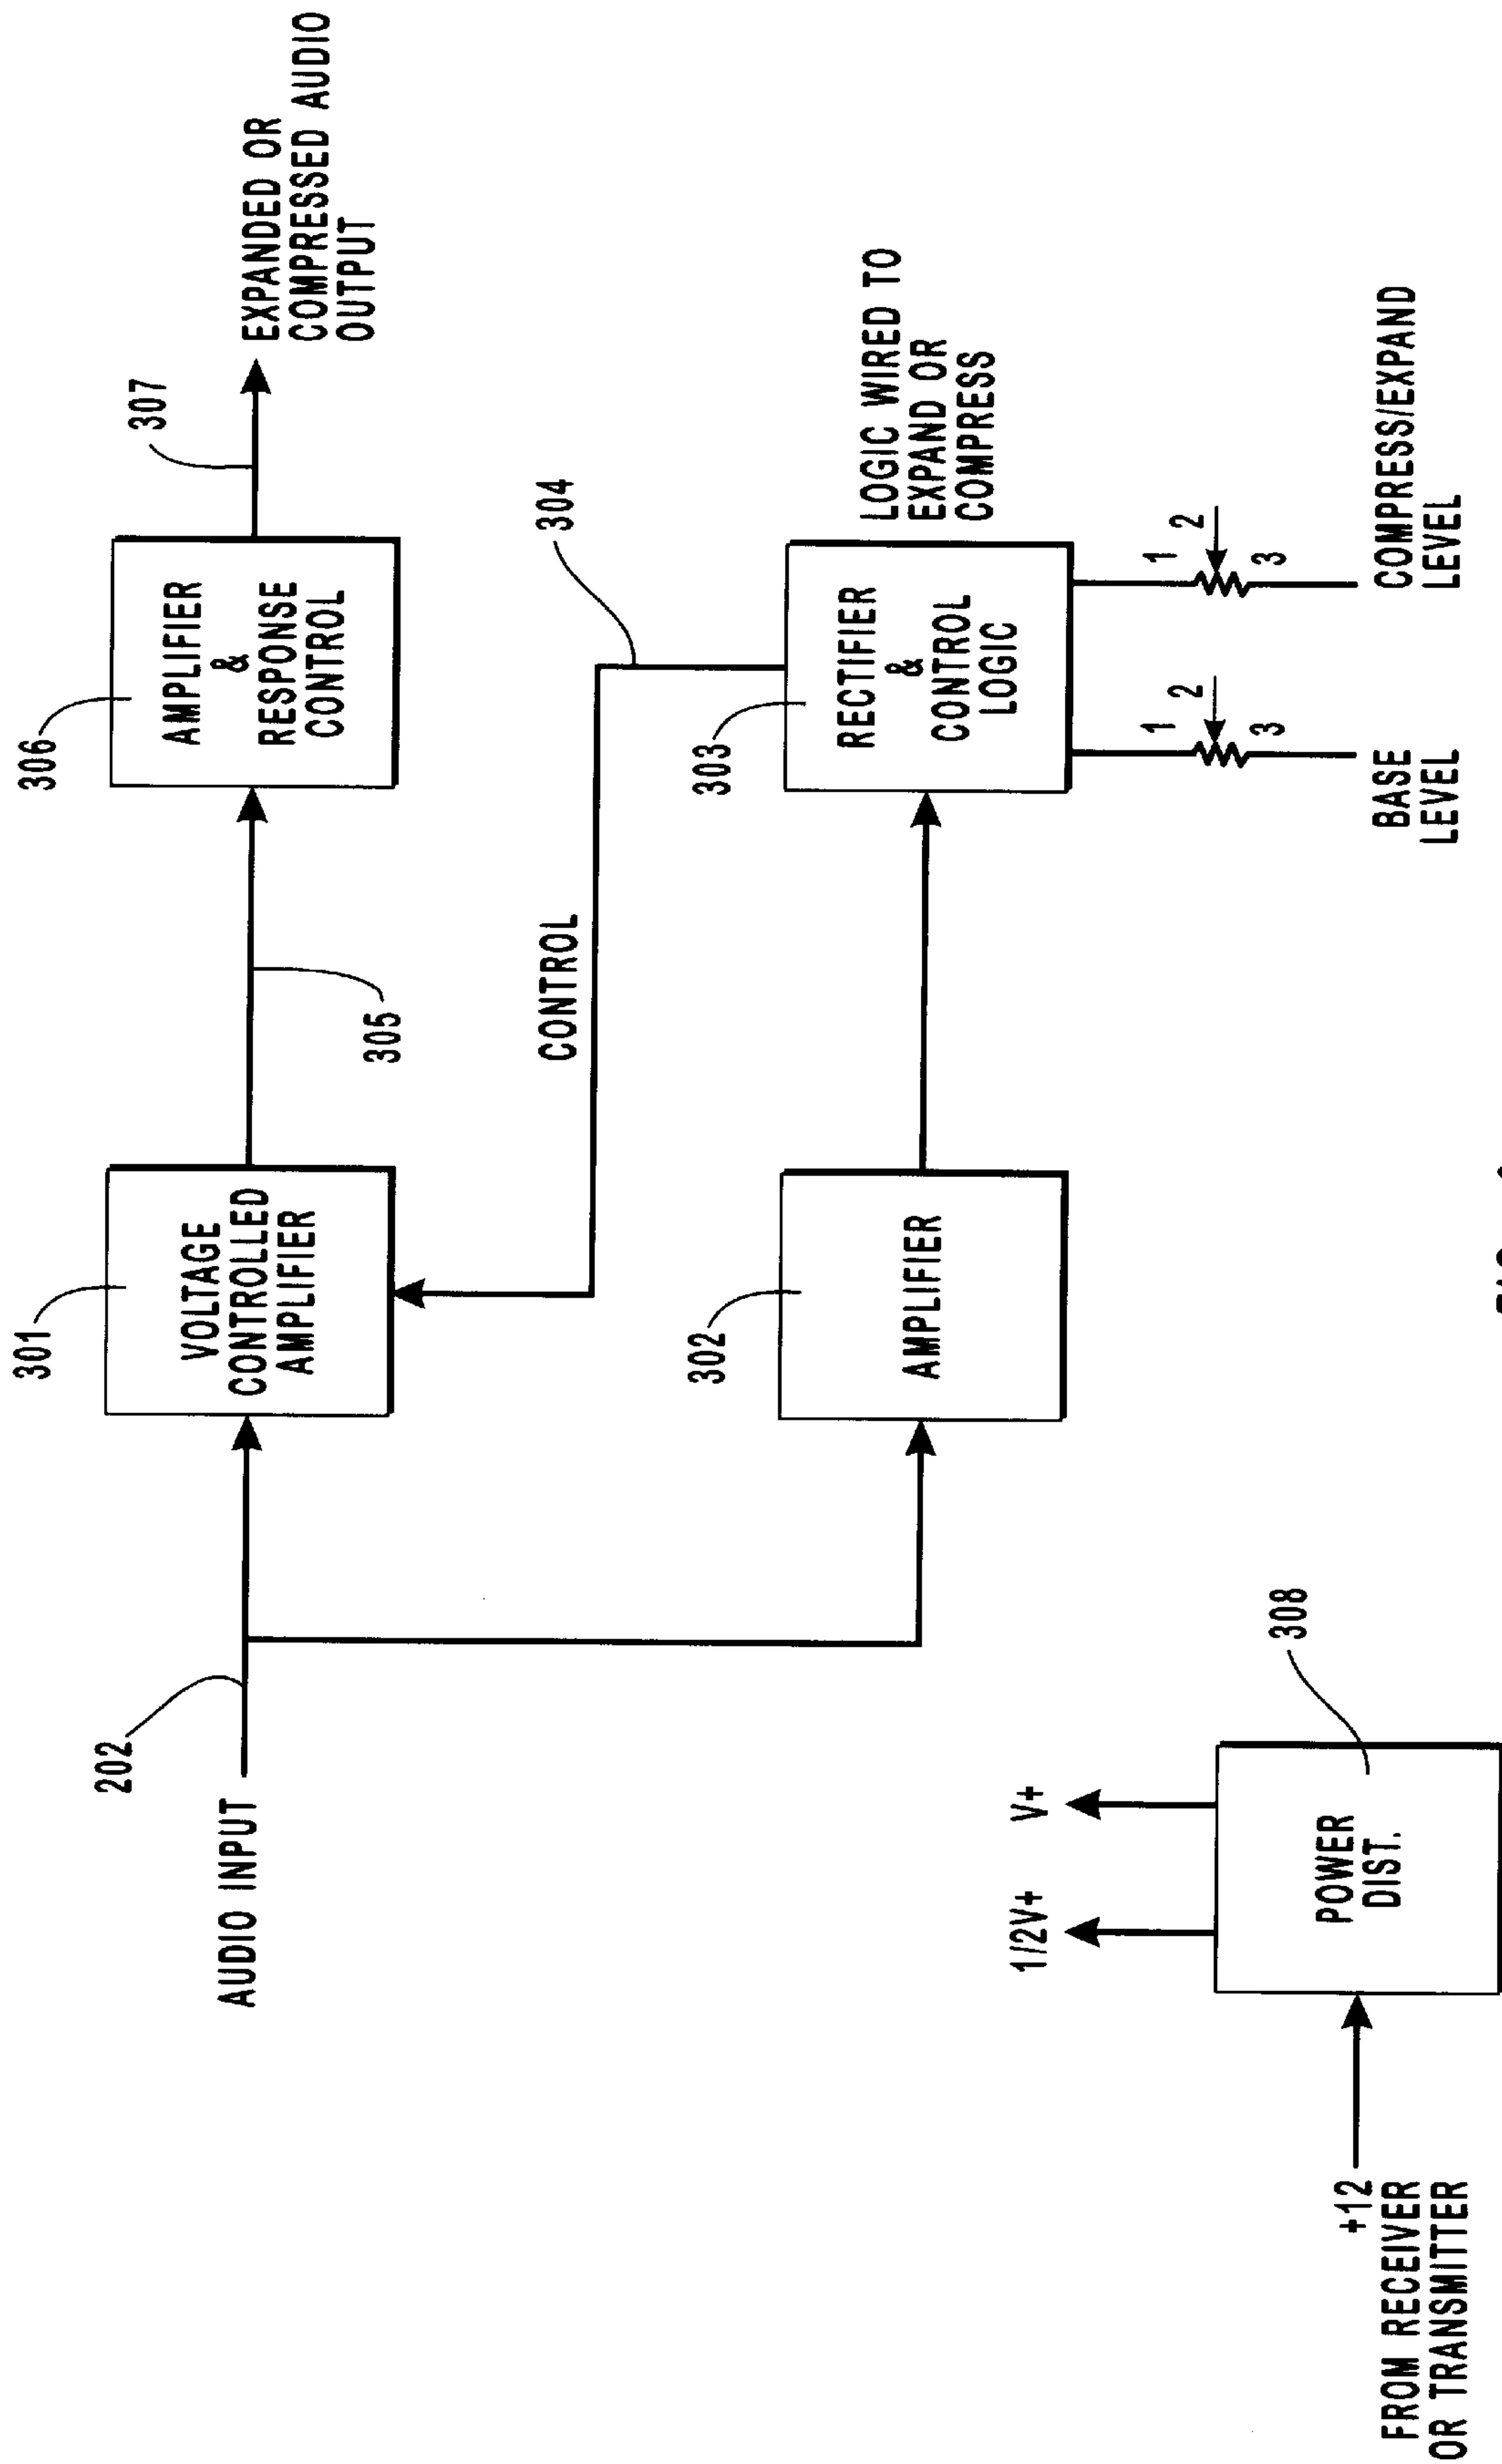 202
AUDIO INPUT
301
VOLTAGE
CONTROLLED
AMPLIFIER
305
306
AMPLIFIER
&
RESPONSE
CONTROL
307
EXPANDED OR
COMPRESSED AUDIO
OUTPUT
CONTROL
304
302
AMPLIFIER
303
RECTIFIER
&
CONTROL
LOGIC
LOGIC WIRED TO
EXPAND OR
COMPRESS
1
2
3
BASE
LEVEL
1
2
3
COMPRESS/EXPAND
LEVEL
1/2V+
V+
308
POWER
DIST.
+12
FROM RECEIVER
OR TRANSMITTER